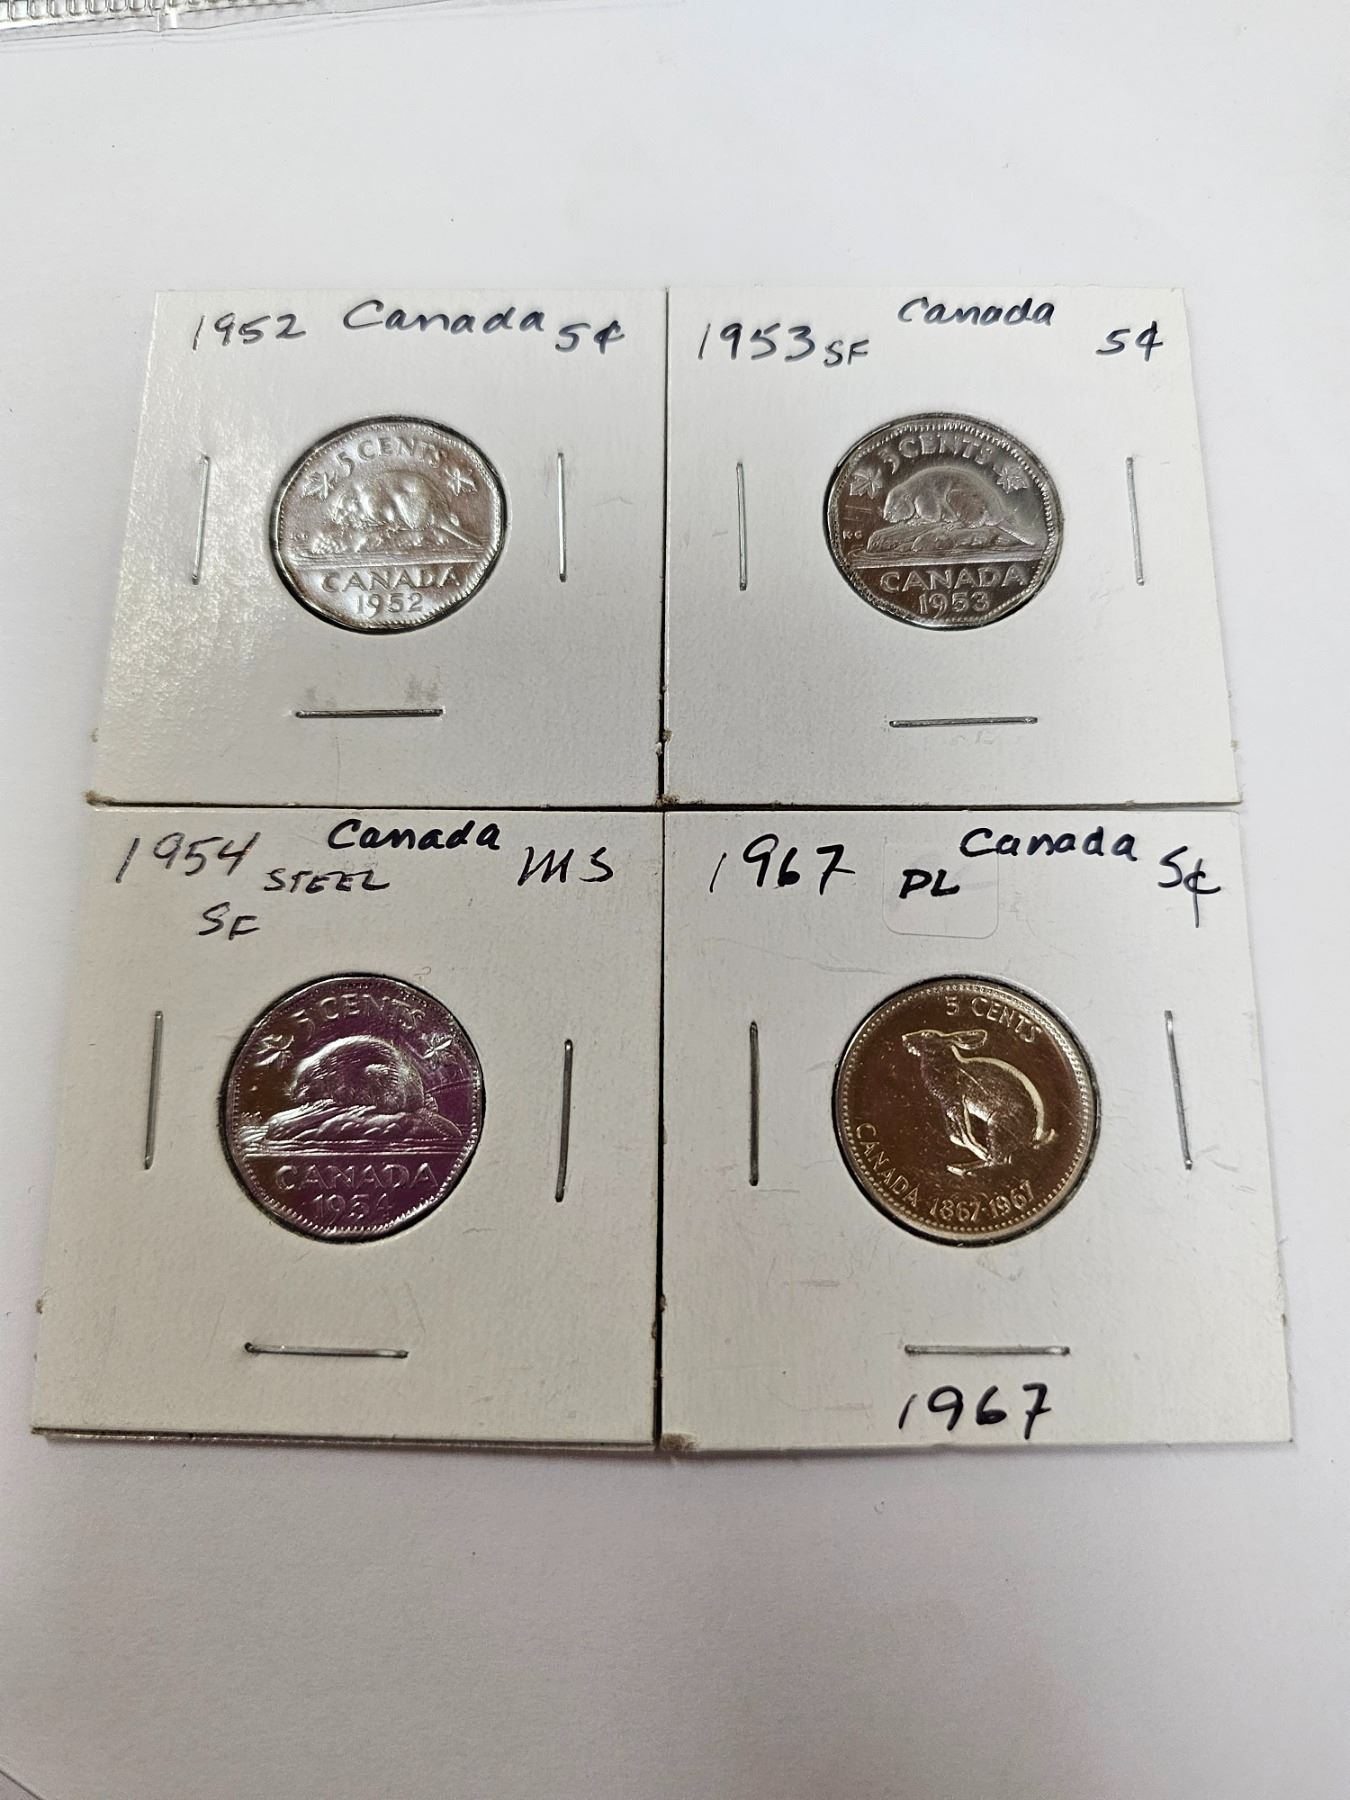 1952 Canada 5¢
5 CENTS
K·G
CANADA
1952
1953 SF Canada 5¢
5 CENTS
K·G
CANADA
1953
1954 Canada MS
STEEL
SF
5 CENTS
CANADA
1954
1967 PL Canada 5¢
5 CENTS
CANADA 1867-1967
1967